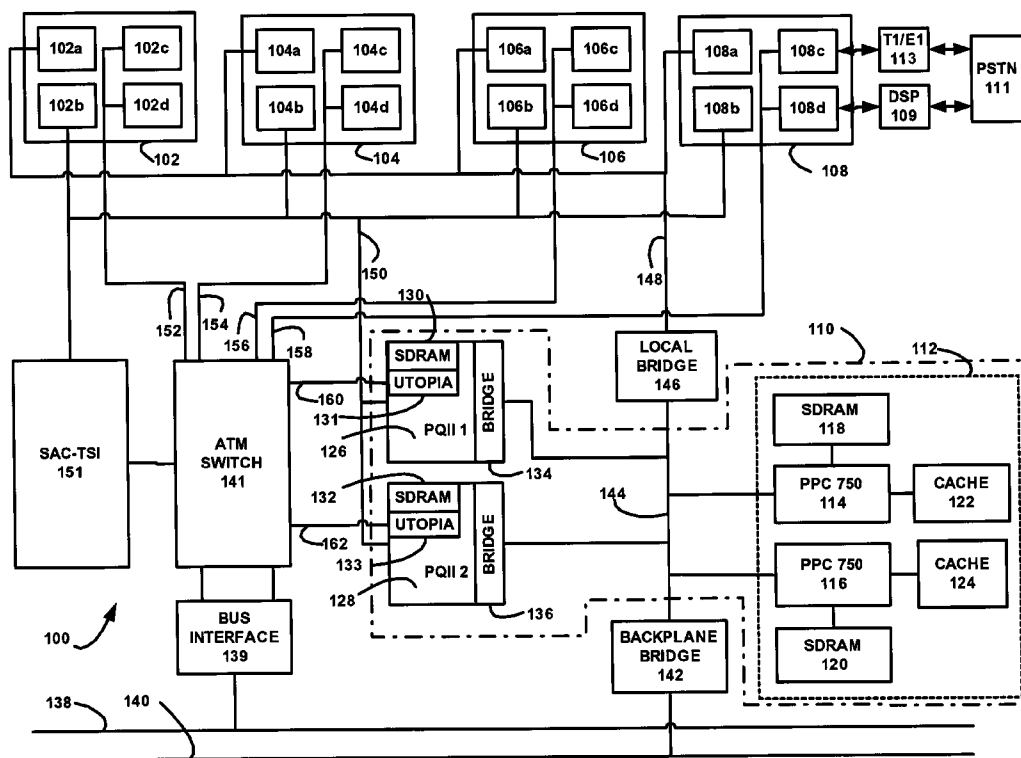 102a
102c
102b
102d
102
104a
104c
104b
104d
104
106a
106c
106b
106d
106
108a
108c
108b
108d
108
T1/E1
113
DSP
109
PSTN
111
150
148
152
154
156
158
130
SDRAM
UTOPIA
131
126
PQII 1
BRIDGE
134
160
132
SDRAM
UTOPIA
133
128
PQII 2
BRIDGE
136
162
SAC-TSI
151
ATM
SWITCH
141
BUS
INTERFACE
139
100
LOCAL
BRIDGE
146
144
BACKPLANE
BRIDGE
142
110
112
SDRAM
118
PPC 750
114
CACHE
122
PPC 750
116
CACHE
124
SDRAM
120
138
140